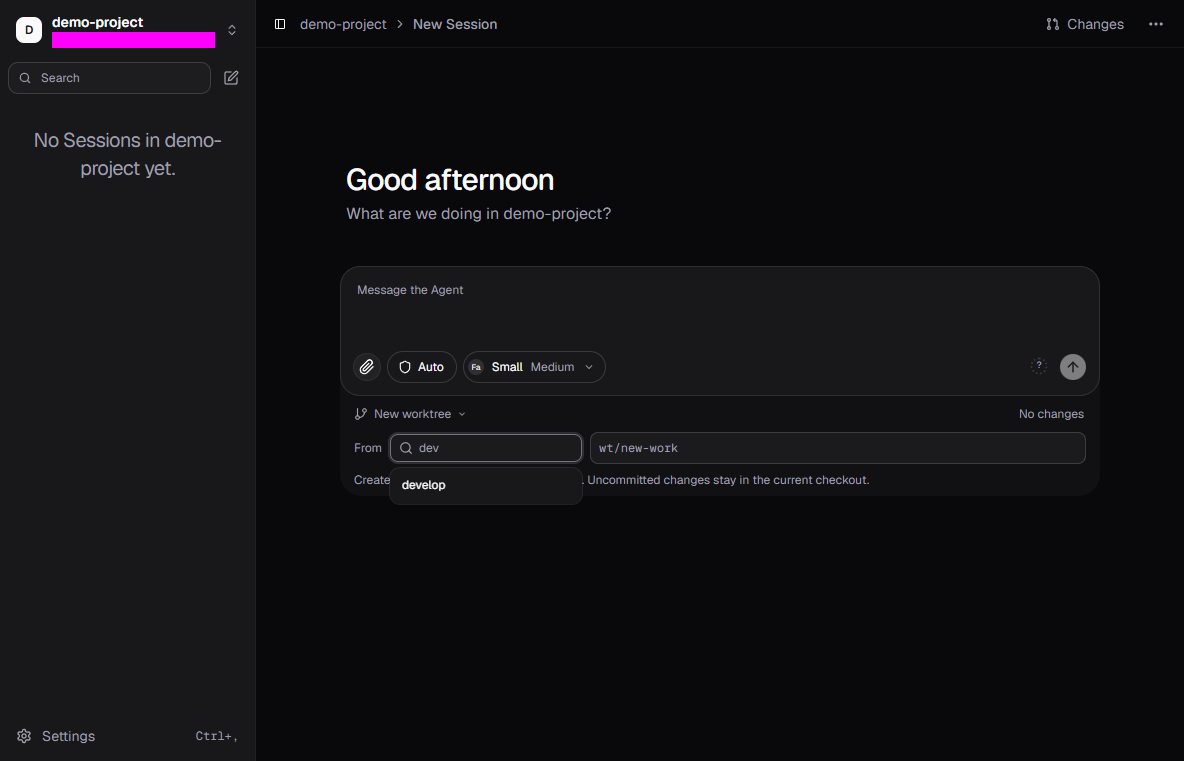 D
demo-project
Search
No Sessions in demo-
project yet.
Settings
Ctrl+,
demo-project
New Session
Changes
Good afternoon
What are we doing in demo-project?
Message the Agent
Auto
Fa
Small
Medium
?
New worktree
No changes
From
dev
wt/new-work
develop
Create
. Uncommitted changes stay in the current checkout.